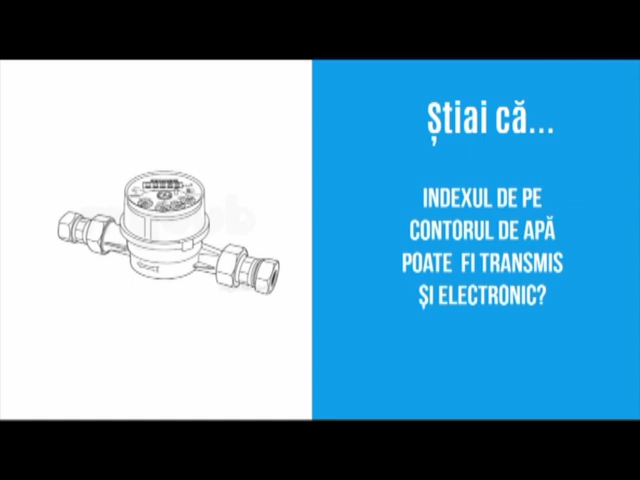 Știai că...
INDEXUL DE PE
CONTORUL DE APĂ
POATE FI TRANSMIS
ȘI ELECTRONIC?